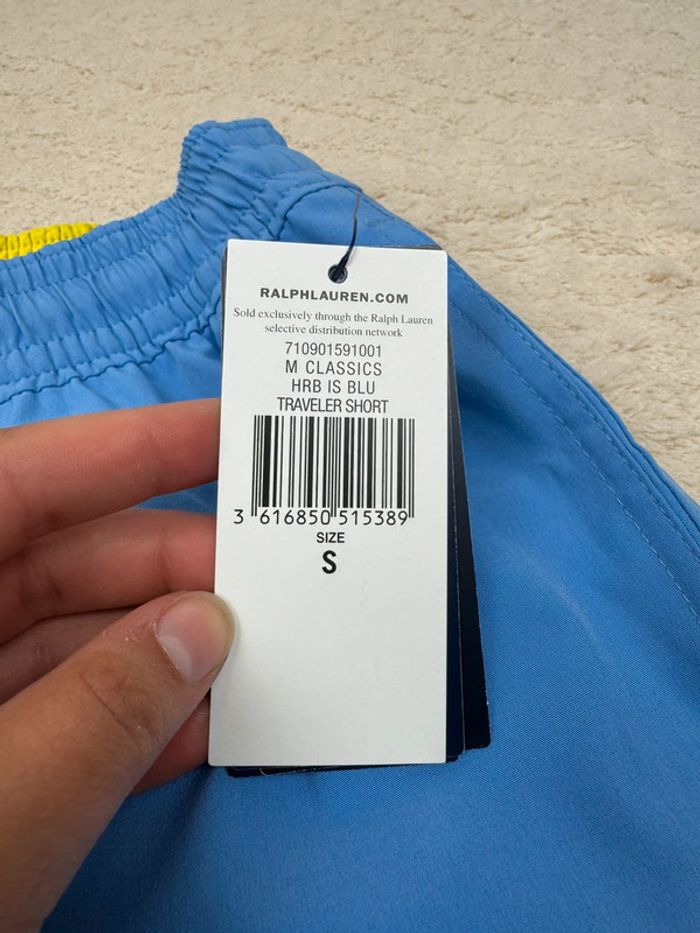 RALPHLAUREN.COM
Sold exclusively through the Ralph Lauren
selective distribution network
710901591001
M CLASSICS
HRB IS BLU
TRAVELER SHORT
3 616850 515389
SIZE
S